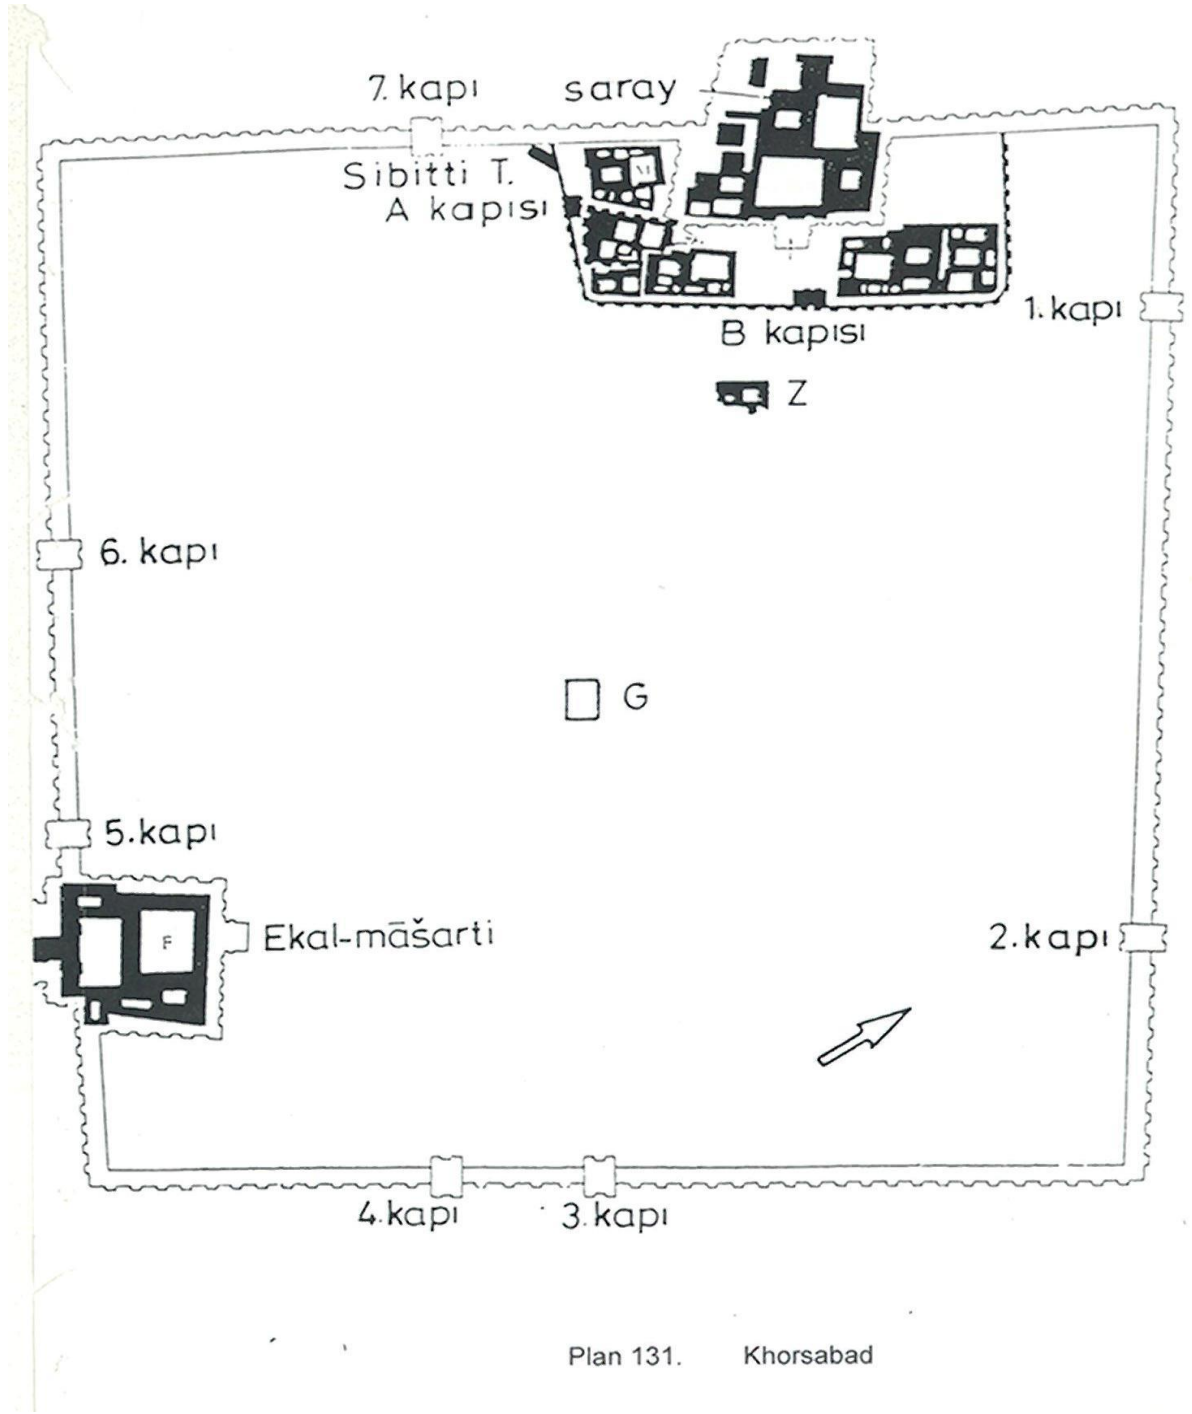 7. kapı
saray
Sibitti T.
A kapısı
M
1. kapı
B kapısı
Z
6. kapı
G
5. kapı
F
Ekal-māšarti
2. kapı
4. kapı
3. kapı
Plan 131. Khorsabad